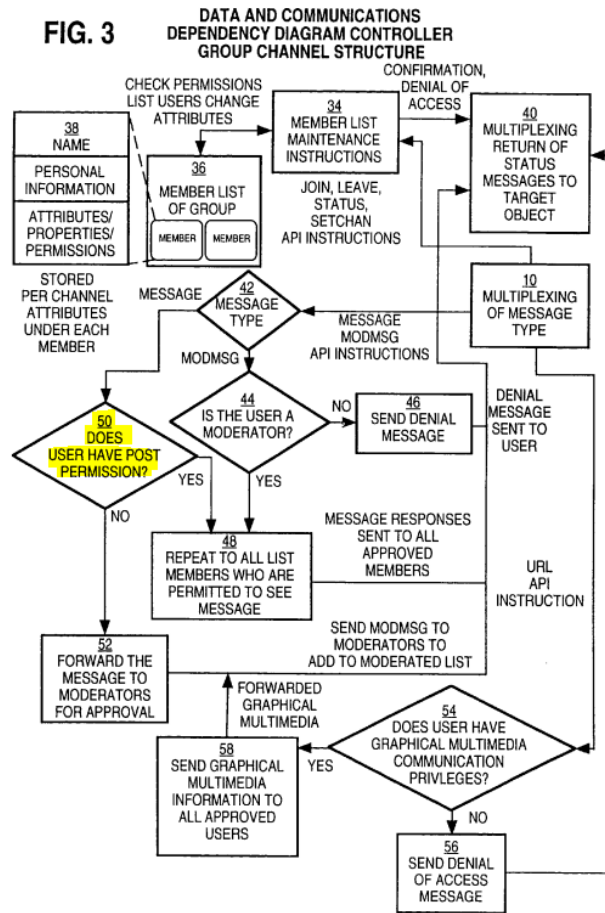 FIG. 3
DATA AND COMMUNICATIONS
DEPENDENCY DIAGRAM CONTROLLER
GROUP CHANNEL STRUCTURE
38
NAME
PERSONAL
INFORMATION
ATTRIBUTES/
PROPERTIES/
PERMISSIONS
STORED
PER CHANNEL
ATTRIBUTES
UNDER EACH
MEMBER
CHECK PERMISSIONS
LIST USERS CHANGE
ATTRIBUTES
36
MEMBER LIST
OF GROUP
MEMBER
MEMBER
34
MEMBER LIST
MAINTENANCE
INSTRUCTIONS
JOIN, LEAVE,
STATUS,
SETCHAN
API INSTRUCTIONS
CONFIRMATION,
DENIAL OF
ACCESS
40
MULTIPLEXING
RETURN OF
STATUS
MESSAGES TO
TARGET
OBJECT
10
MULTIPLEXING
OF MESSAGE
TYPE
MESSAGE
42
MESSAGE
TYPE
MESSAGE
MODMSG
API INSTRUCTIONS
MODMSG
44
IS THE USER A
MODERATOR?
NO
46
SEND DENIAL
MESSAGE
DENIAL
MESSAGE
SENT TO
USER
50
DOES
USER HAVE POST
PERMISSION?
YES
YES
NO
48
REPEAT TO ALL LIST
MEMBERS WHO ARE
PERMITTED TO SEE
MESSAGE
MESSAGE RESPONSES
SENT TO ALL
APPROVED
MEMBERS
URL
API
INSTRUCTION
52
FORWARD THE
MESSAGE TO
MODERATORS
FOR APPROVAL
SEND MODMSG TO
MODERATORS TO
ADD TO MODERATED LIST
FORWARDED
GRAPHICAL
MULTIMEDIA
54
DOES USER HAVE
GRAPHICAL MULTIMEDIA
COMMUNICATION
PRIVLEGES?
YES
58
SEND GRAPHICAL
MULTIMEDIA
INFORMATION TO
ALL APPROVED
USERS
NO
56
SEND DENIAL
OF ACCESS
MESSAGE